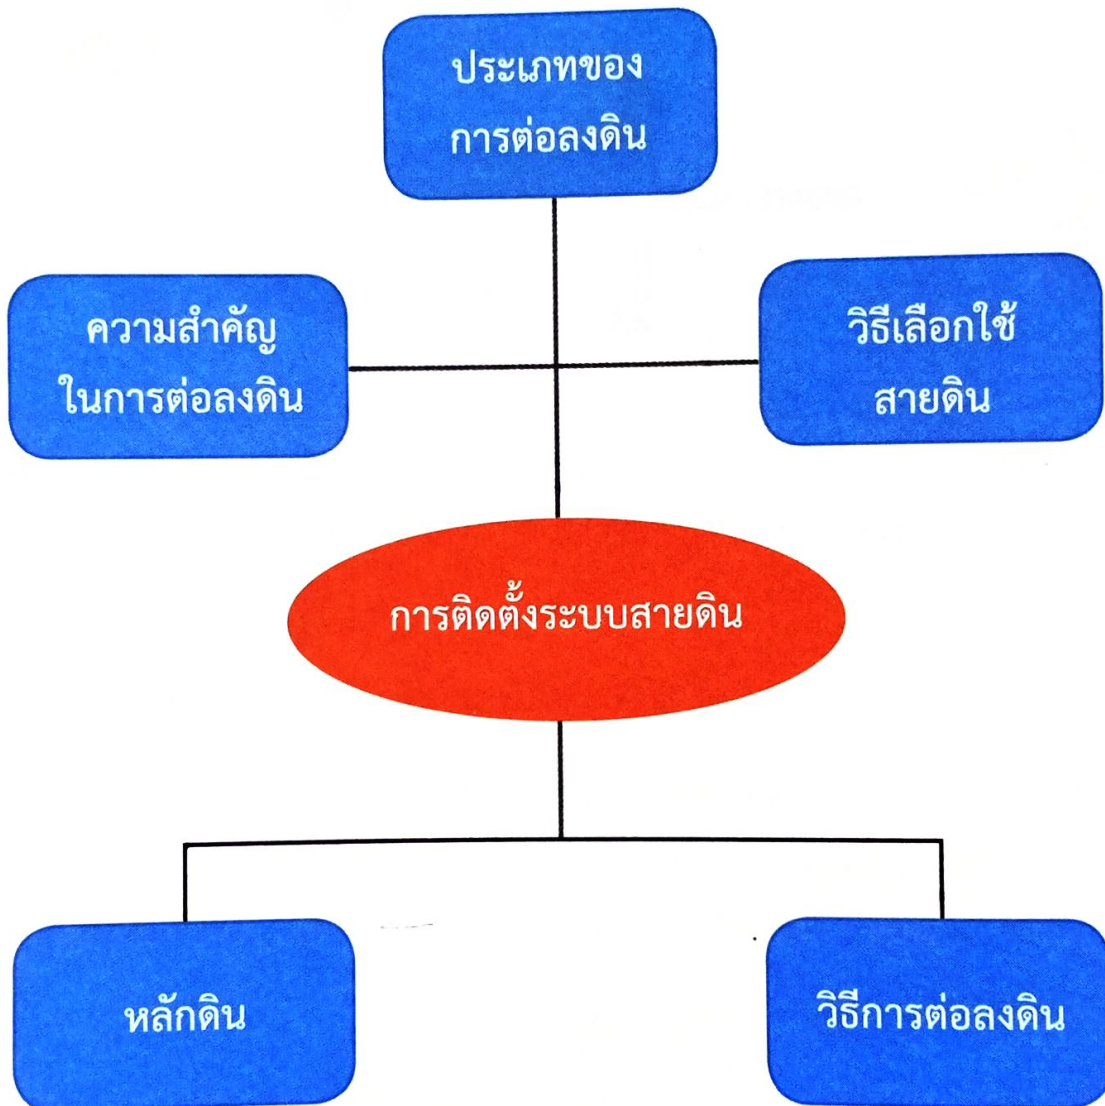 ประเภทของ
การต่อลงดิน
ความสำคัญ
ในการต่อลงดิน
วิธีเลือกใช้
สายดิน
การติดตั้งระบบสายดิน
หลักดิน
วิธีการต่อลงดิน